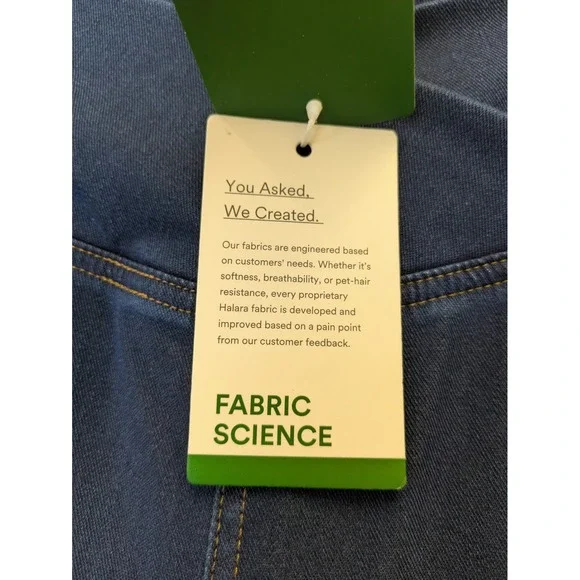 You Asked,
We Created.
Our fabrics are engineered based
on customers' needs. Whether it's
softness, breathability, or pet-hair
resistance, every proprietary
Halara fabric is developed and
improved based on a pain point
from our customer feedback.
FABRIC
SCIENCE